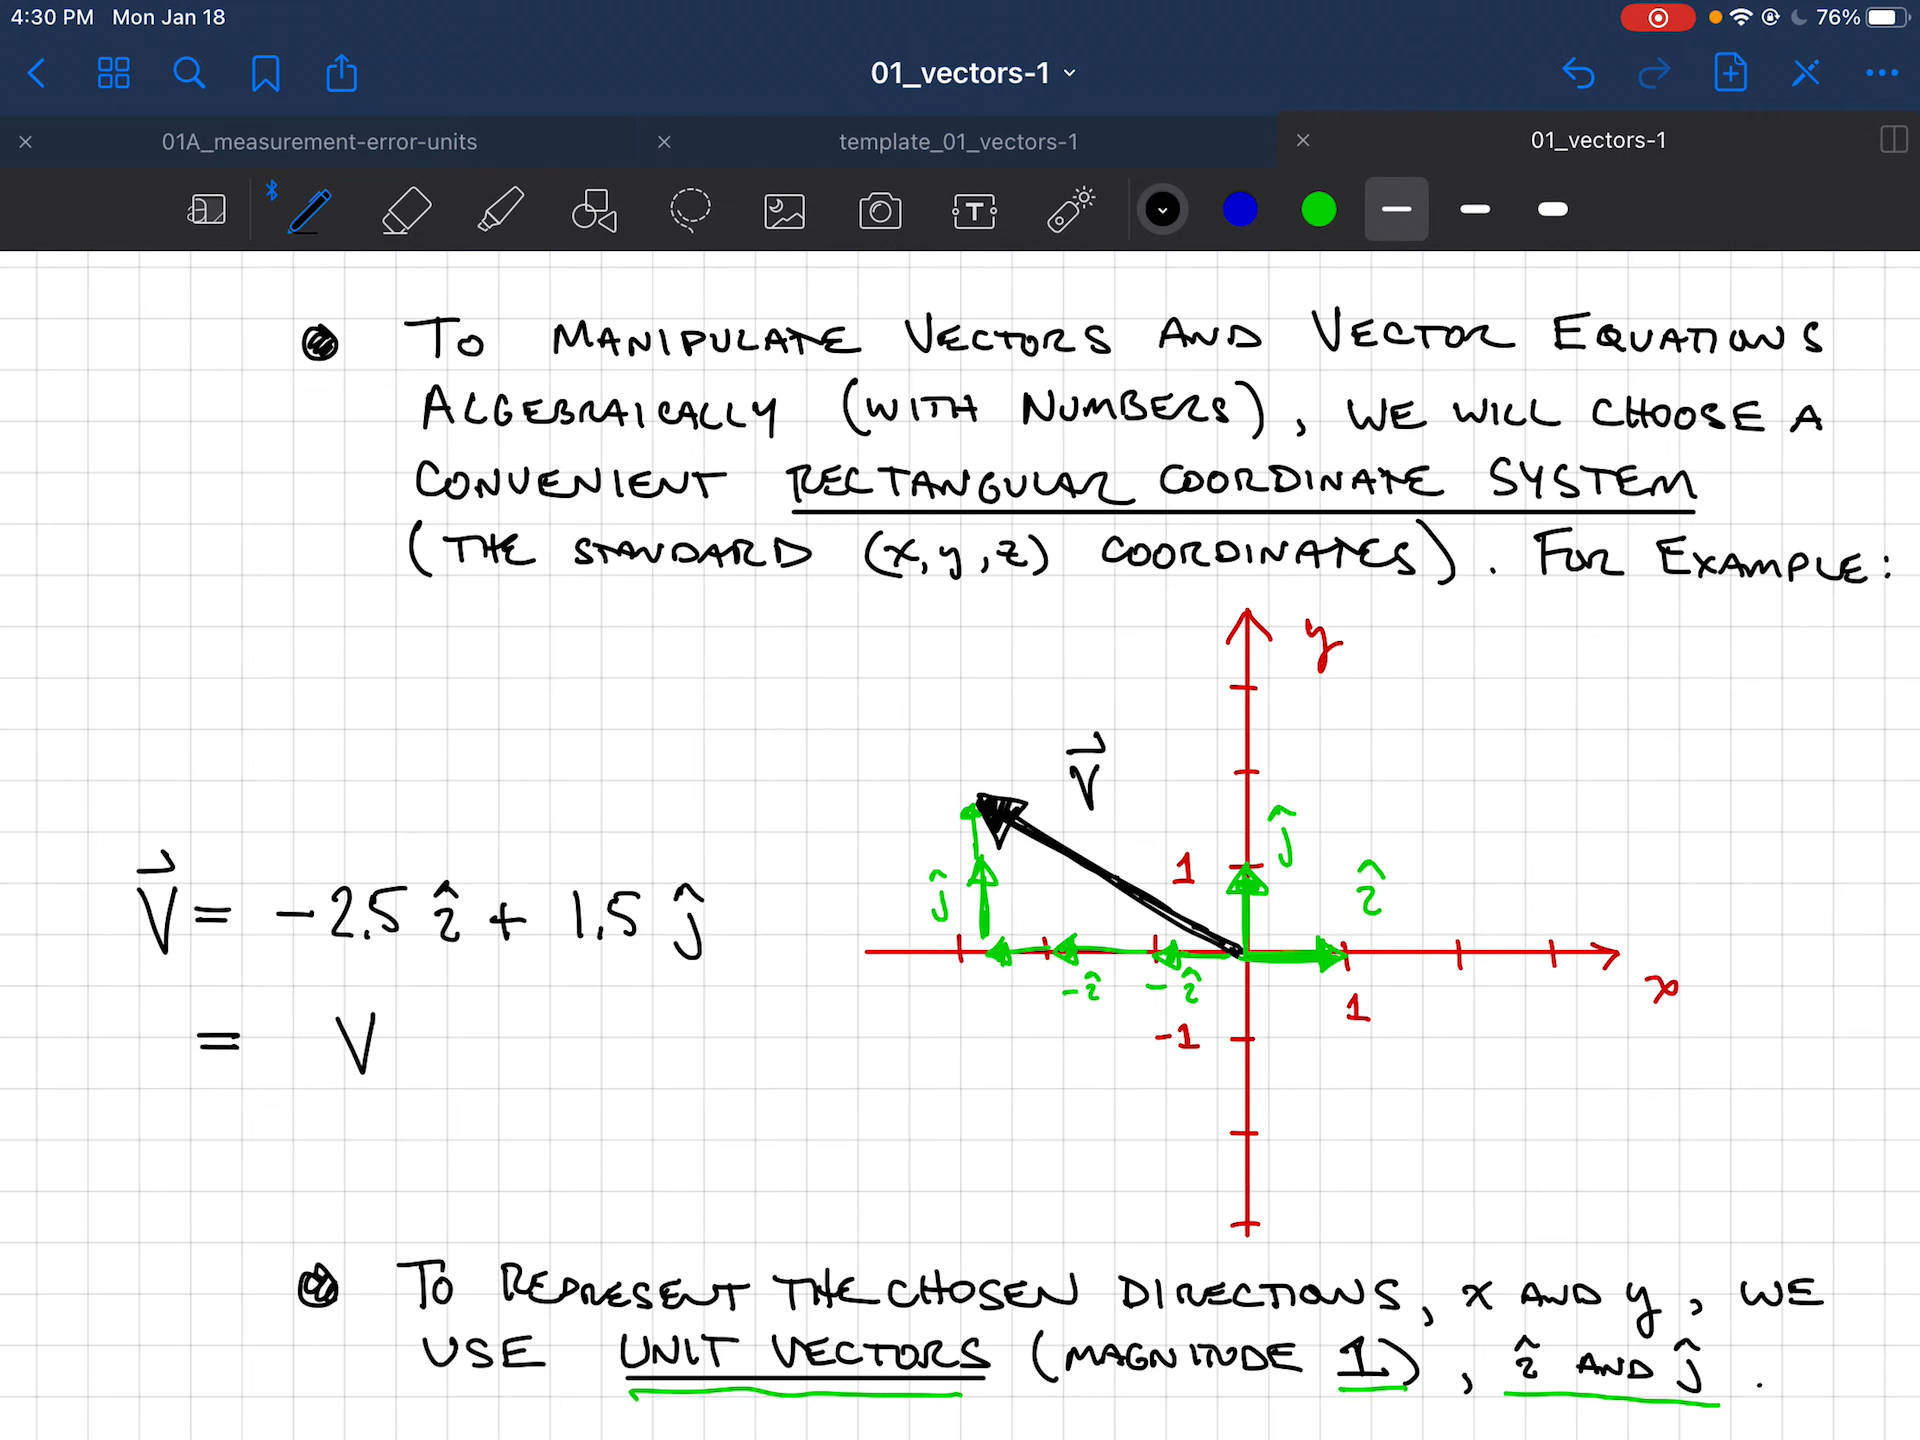 4:30 PM Mon Jan 18
76%
01_vectors-1
01A_measurement-error-units
template_01_vectors-1
01_vectors-1
T
TO MANIPULATE VECTORS AND VECTOR EQUATIONS
ALGEBRAICALLY (WITH NUMBERS), WE WILL CHOOSE A
CONVENIENT RECTANGULAR COORDINATE SYSTEM
(THE STANDARD (x,y,z) COORDINATES). FOR EXAMPLE:
y
V⃗
ĵ
1
î
ĵ
V⃗ = -2.5 î + 1.5 ĵ
-î -î
1
x
-1
= V
TO REPRESENT THE CHOSEN DIRECTIONS, x AND y, WE
USE UNIT VECTORS (MAGNITUDE 1), î AND ĵ.